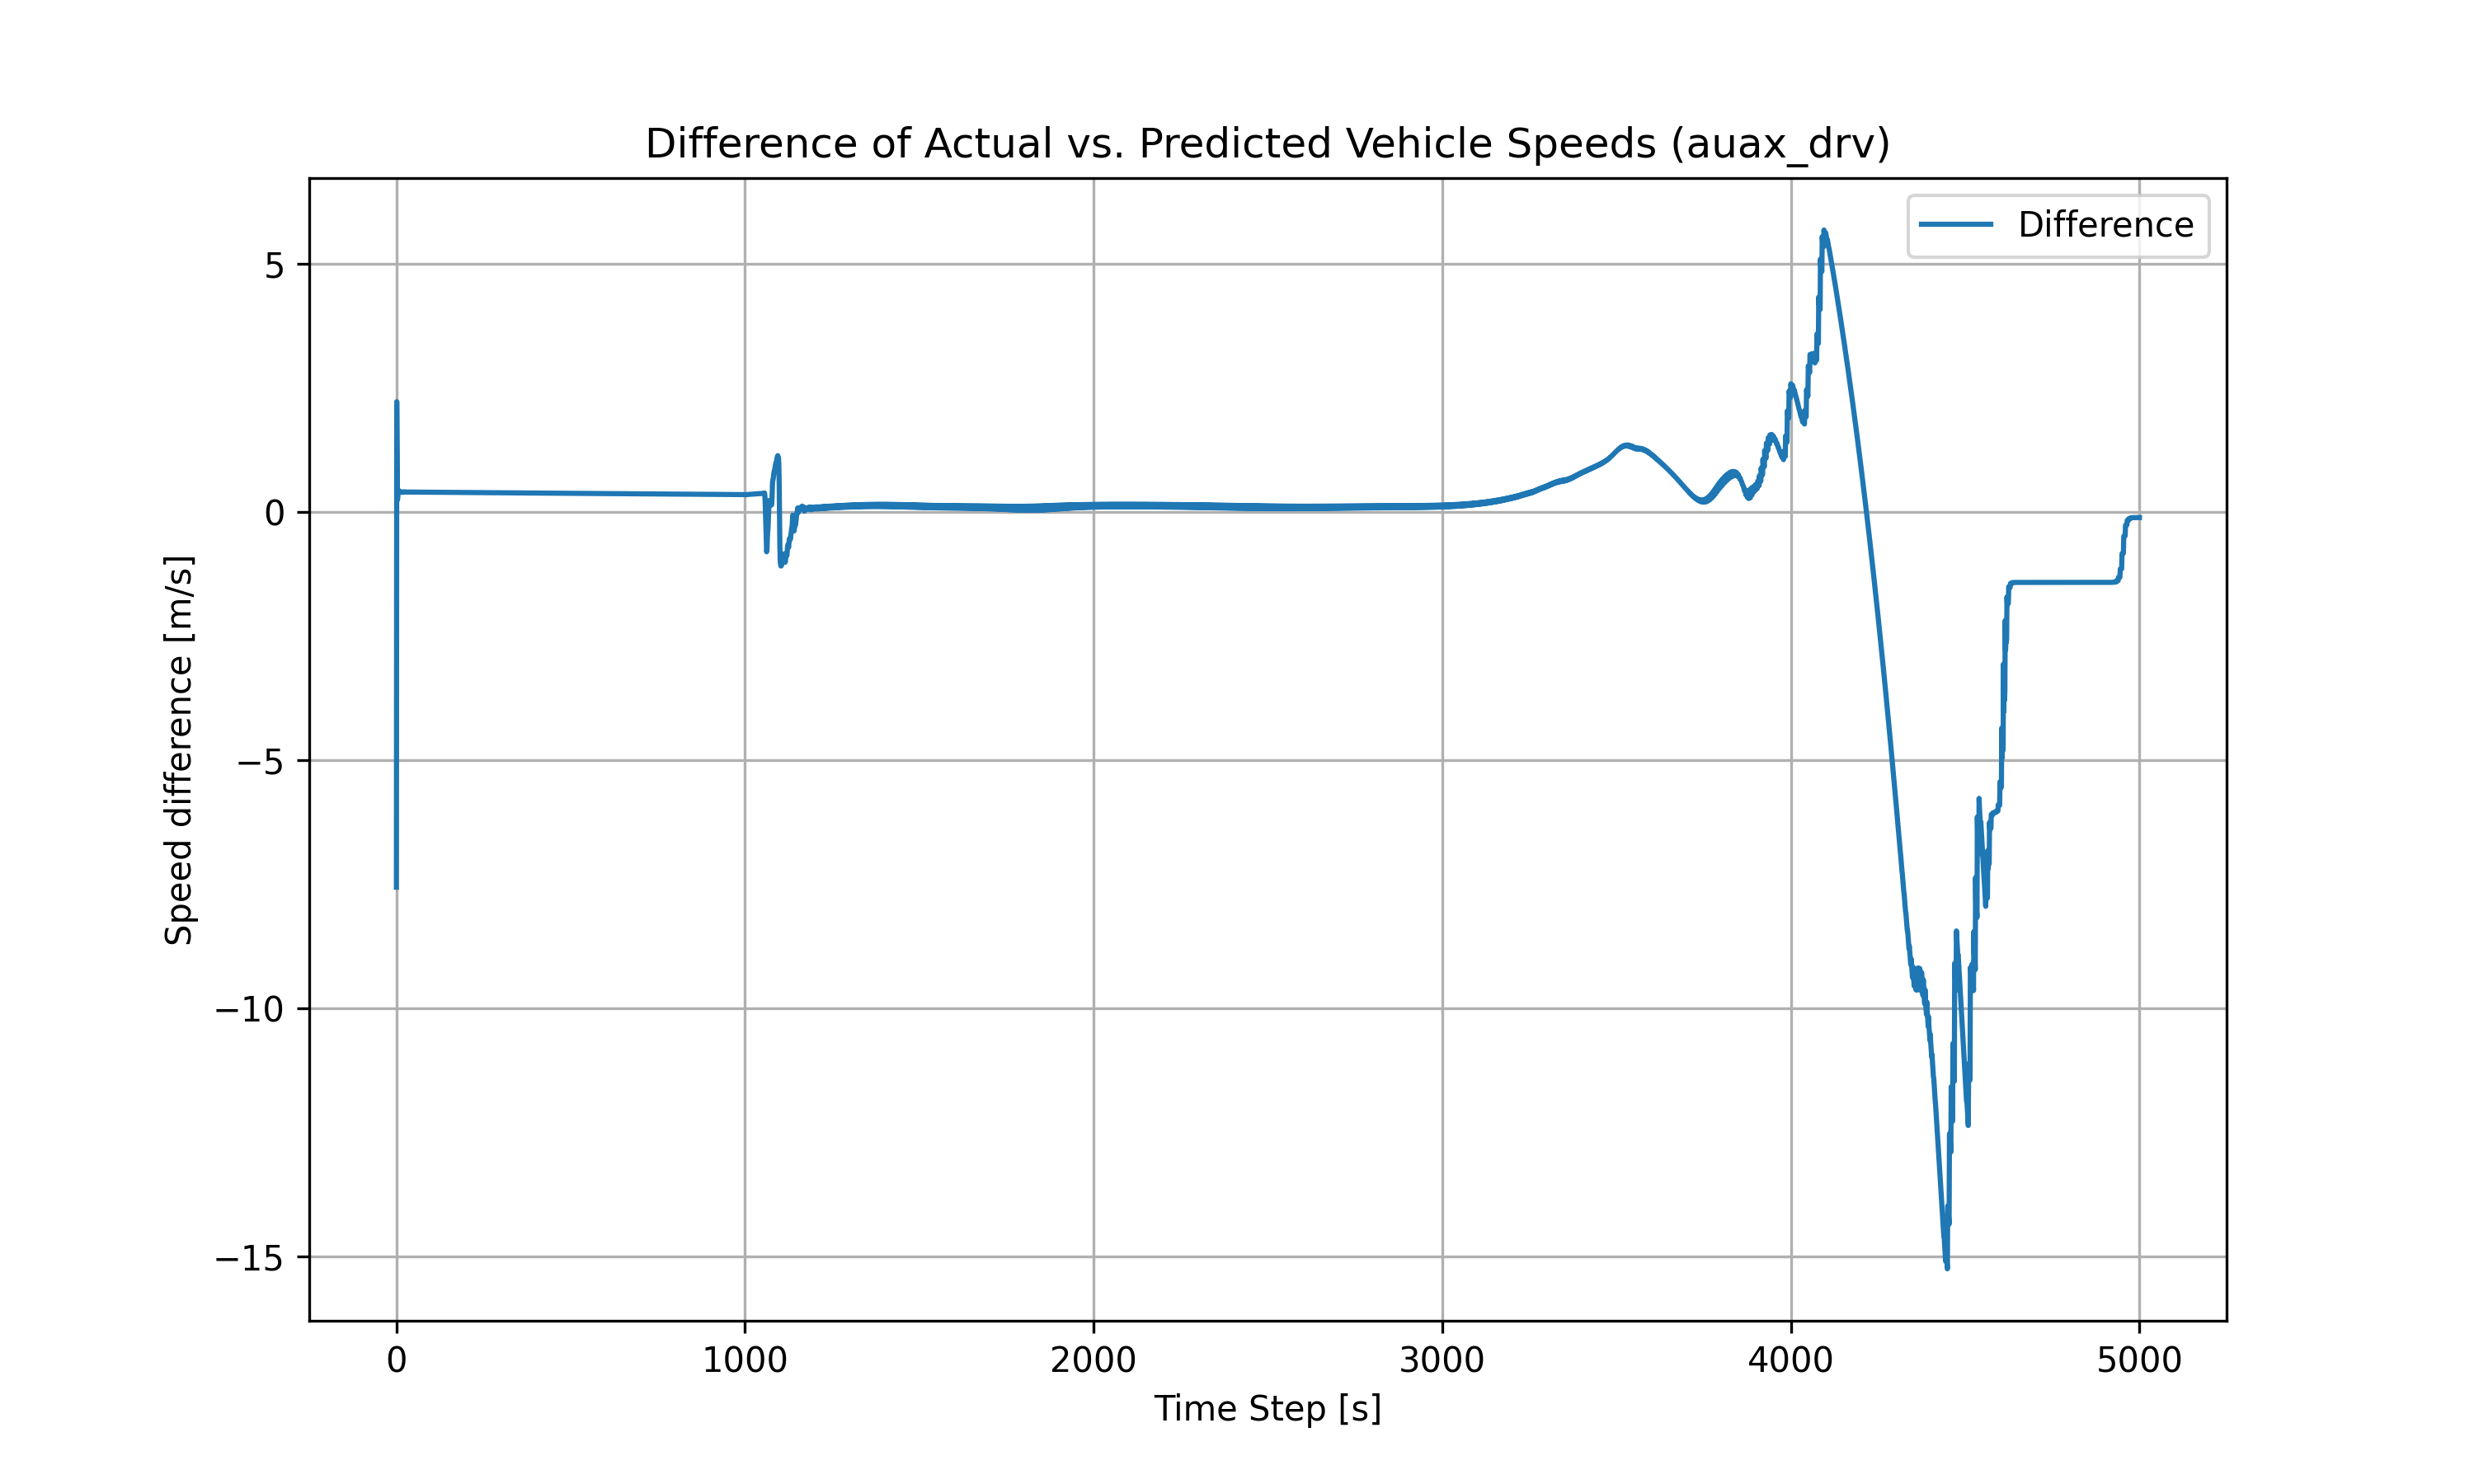 Difference of Actual vs. Predicted Vehicle Speeds (auax_drv)
Difference
Speed difference [m/s]
5
0
−5
−10
−15
0 1000 2000 3000 4000 5000
Time Step [s]